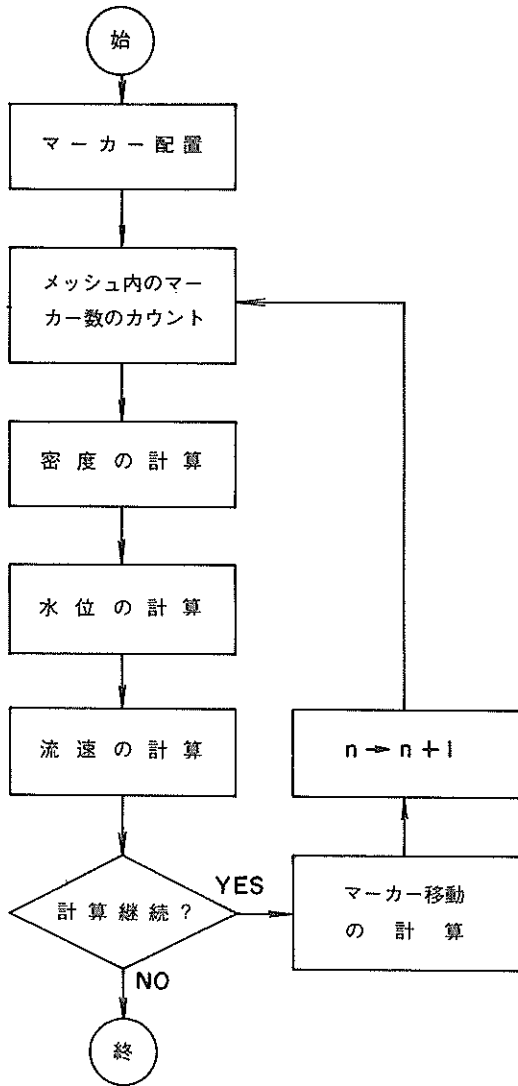 始
マーカー配置
メッシュ内のマー
カー数のカウント
密度の計算
水位の計算
流速の計算
n→n+1
計算継続?
YES
マーカー移動
の計算
NO
終